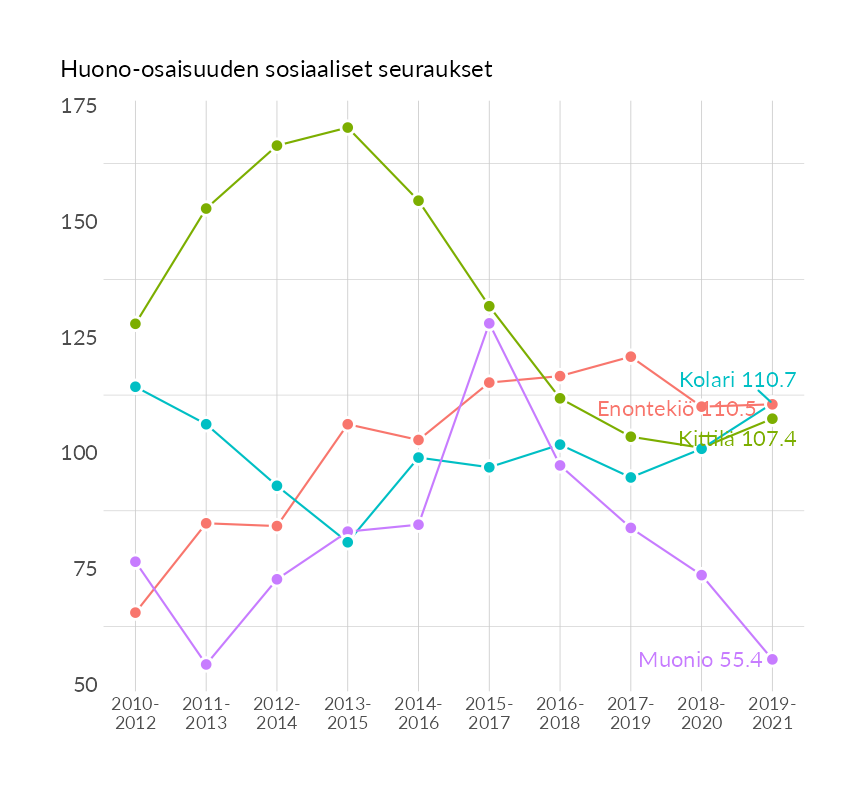 Huono-osaisuuden sosiaaliset seuraukset
175
150
125
100
75
50
Kolari 110.7
Enontekiö 110.5
Kittilä 107.4
Muonio 55.4
2010- 2011- 2012- 2013- 2014- 2015- 2016- 2017- 2018- 2019-
2012 2013 2014 2015 2016 2017 2018 2019 2020 2021